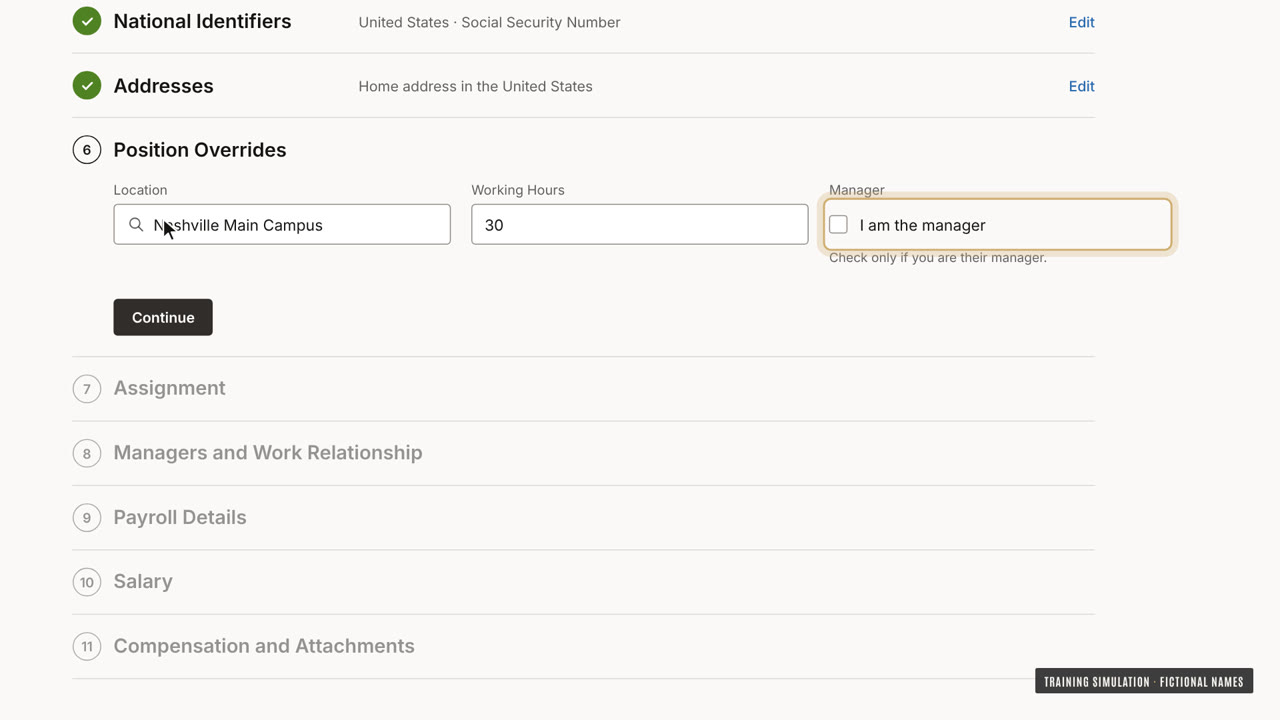 National Identifiers
United States · Social Security Number
Edit
Addresses
Home address in the United States
Edit
6
Position Overrides
Location
Working Hours
Manager
Nashville Main Campus
30
I am the manager
Check only if you are their manager.
Continue
7
Assignment
8
Managers and Work Relationship
9
Payroll Details
10
Salary
11
Compensation and Attachments
TRAINING SIMULATION · FICTIONAL NAMES